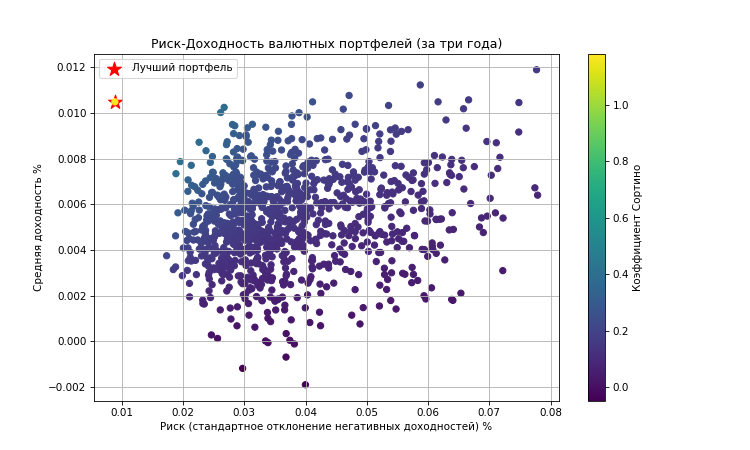 Риск-Доходность валютных портфелей (за три года)
Лучший портфель
Средняя доходность %
0.012
0.010
0.008
0.006
0.004
0.002
0.000
−0.002
0.01 0.02 0.03 0.04 0.05 0.06 0.07 0.08
Риск (стандартное отклонение негативных доходностей) %
1.0
0.8
0.6
0.4
0.2
0.0
Коэффициент Сортино